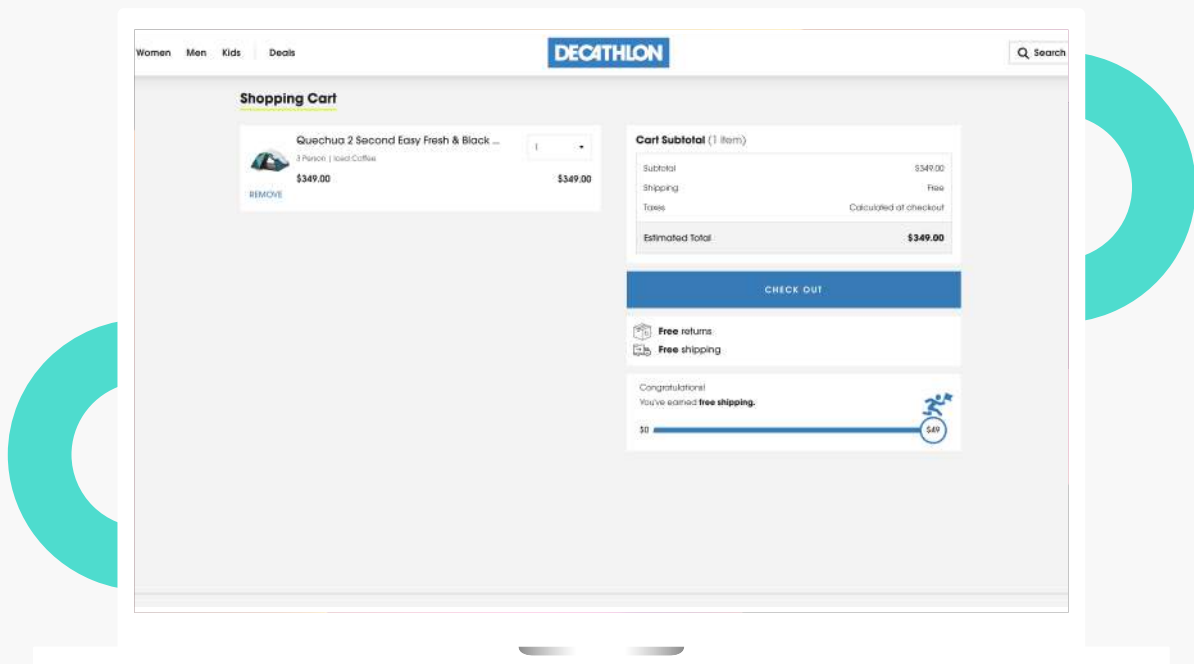 Women Men Kids Deals
DECATHLON
Search
Shopping Cart
Quechua 2 Second Easy Fresh & Black ...
3 Person | Iced Coffee
$349.00
REMOVE
1
$349.00
Cart Subtotal (1 item)
Subtotal $349.00
Shipping Free
Taxes Calculated at checkout
Estimated Total $349.00
CHECK OUT
Free returns
Free shipping
Congratulations!
You've earned free shipping.
$0 $49